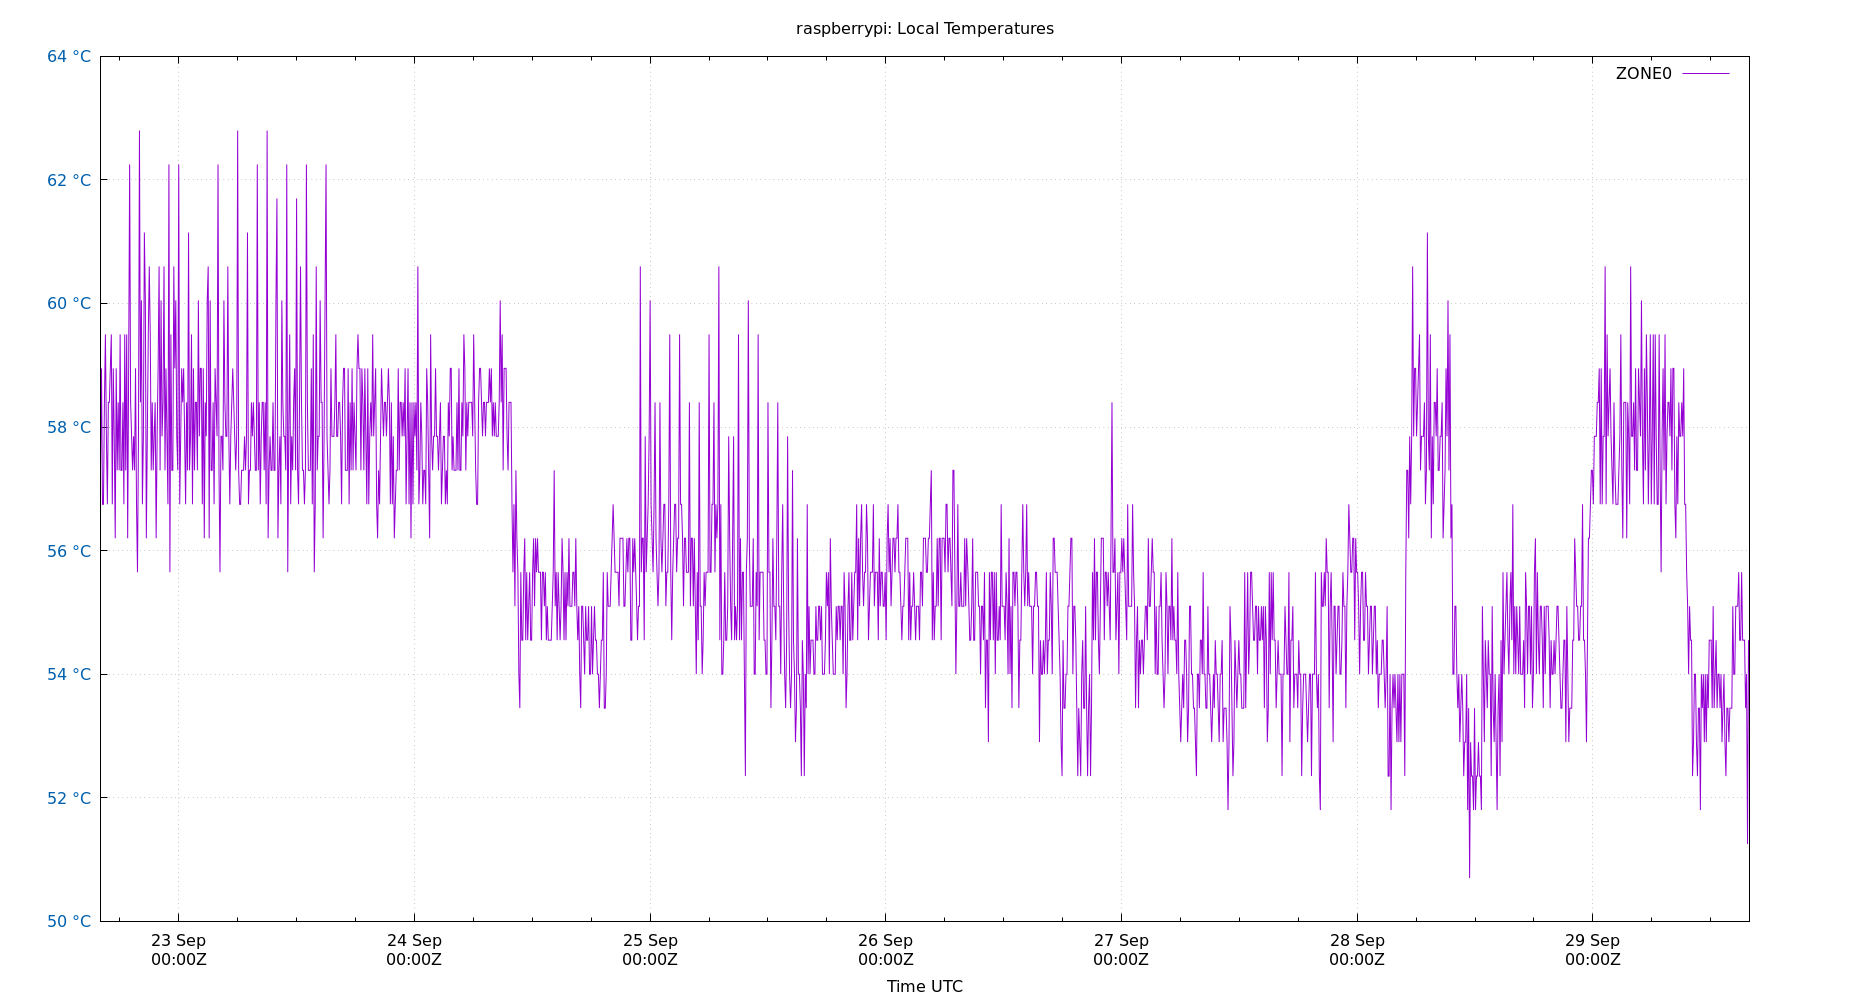 raspberrypi: Local Temperatures
64 °C
ZONE0
62 °C
60 °C
58 °C
56 °C
54 °C
52 °C
50 °C
23 Sep 24 Sep 25 Sep 26 Sep 27 Sep 28 Sep 29 Sep
00:00Z 00:00Z 00:00Z 00:00Z 00:00Z 00:00Z 00:00Z
Time UTC